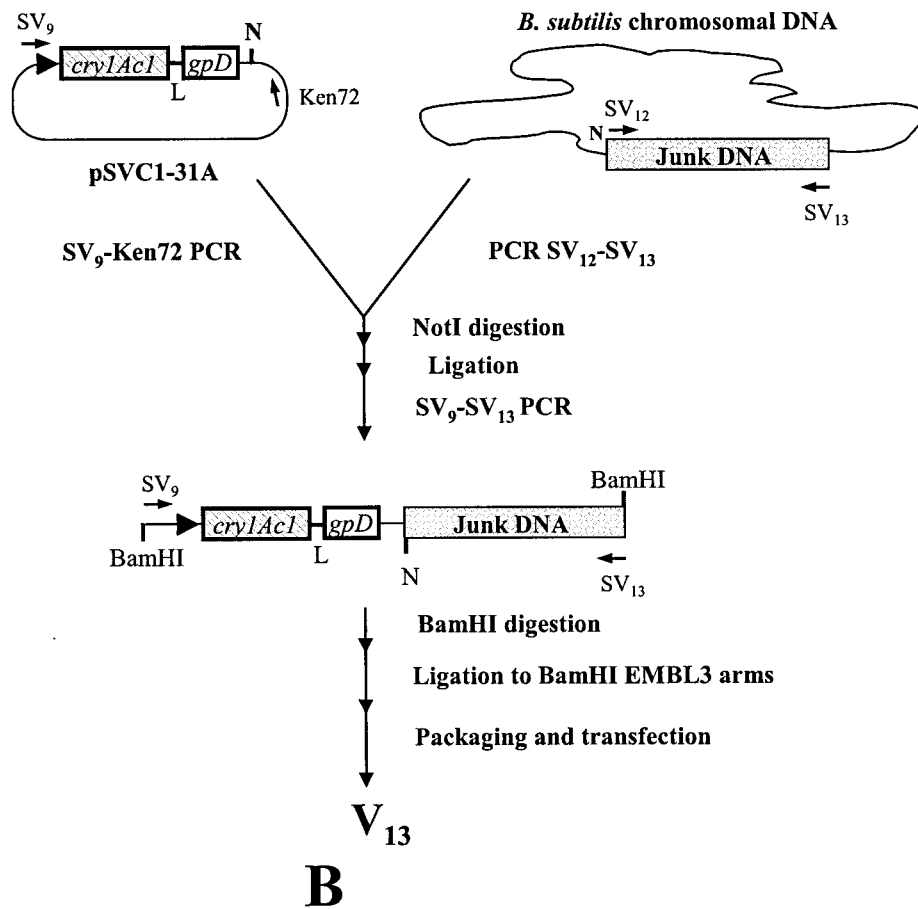 SV9
cry1Ac1
gpD
N
L
Ken72
pSVC1-31A
B. subtilis chromosomal DNA
SV12
N
Junk DNA
SV13
SV9-Ken72 PCR
PCR SV12-SV13
NotI digestion
Ligation
SV9-SV13 PCR
SV9
BamHI
cry1Ac1
gpD
Junk DNA
BamHI
L
N
SV13
BamHI digestion
Ligation to BamHI EMBL3 arms
Packaging and transfection
V13
B